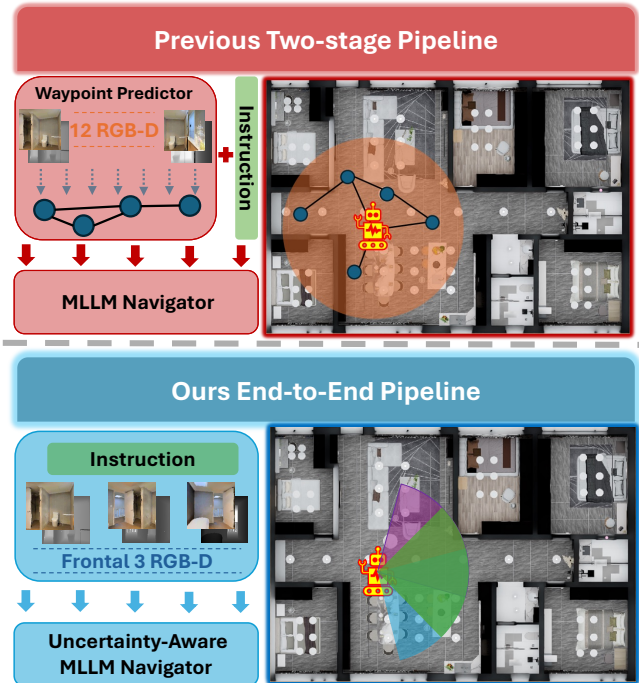 Previous Two-stage Pipeline
Waypoint Predictor
12 RGB-D
Instruction
MLLM Navigator
Ours End-to-End Pipeline
Instruction
Frontal 3 RGB-D
Uncertainty-Aware
MLLM Navigator